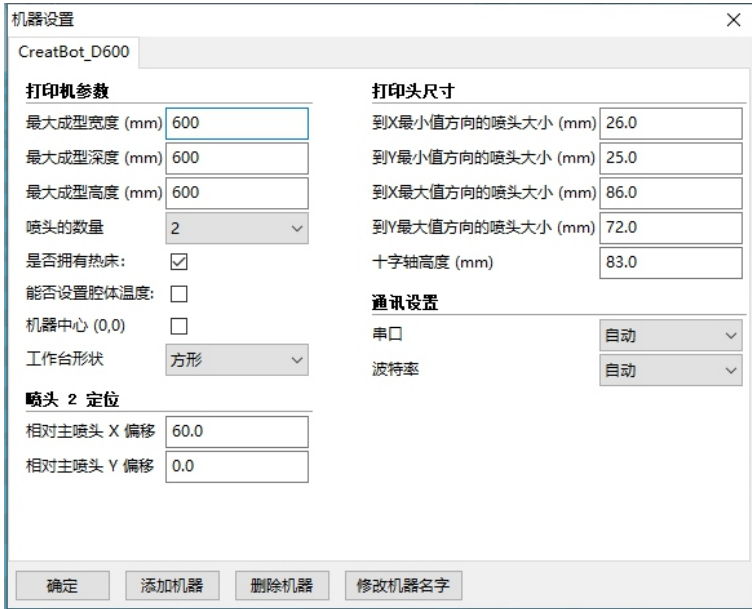 机器设置
CreatBot_D600
打印机参数
最大成型宽度 (mm) 600
最大成型深度 (mm) 600
最大成型高度 (mm) 600
喷头的数量 2
是否拥有热床:
能否设置腔体温度:
机器中心 (0,0)
工作台形状 方形
喷头 2 定位
相对主喷头 X 偏移 60.0
相对主喷头 Y 偏移 0.0
打印头尺寸
到X最小值方向的喷头大小 (mm) 26.0
到Y最小值方向的喷头大小 (mm) 25.0
到X最大值方向的喷头大小 (mm) 86.0
到Y最大值方向的喷头大小 (mm) 72.0
十字轴高度 (mm) 83.0
通讯设置
串口 自动
波特率 自动
确定 添加机器 删除机器 修改机器名字